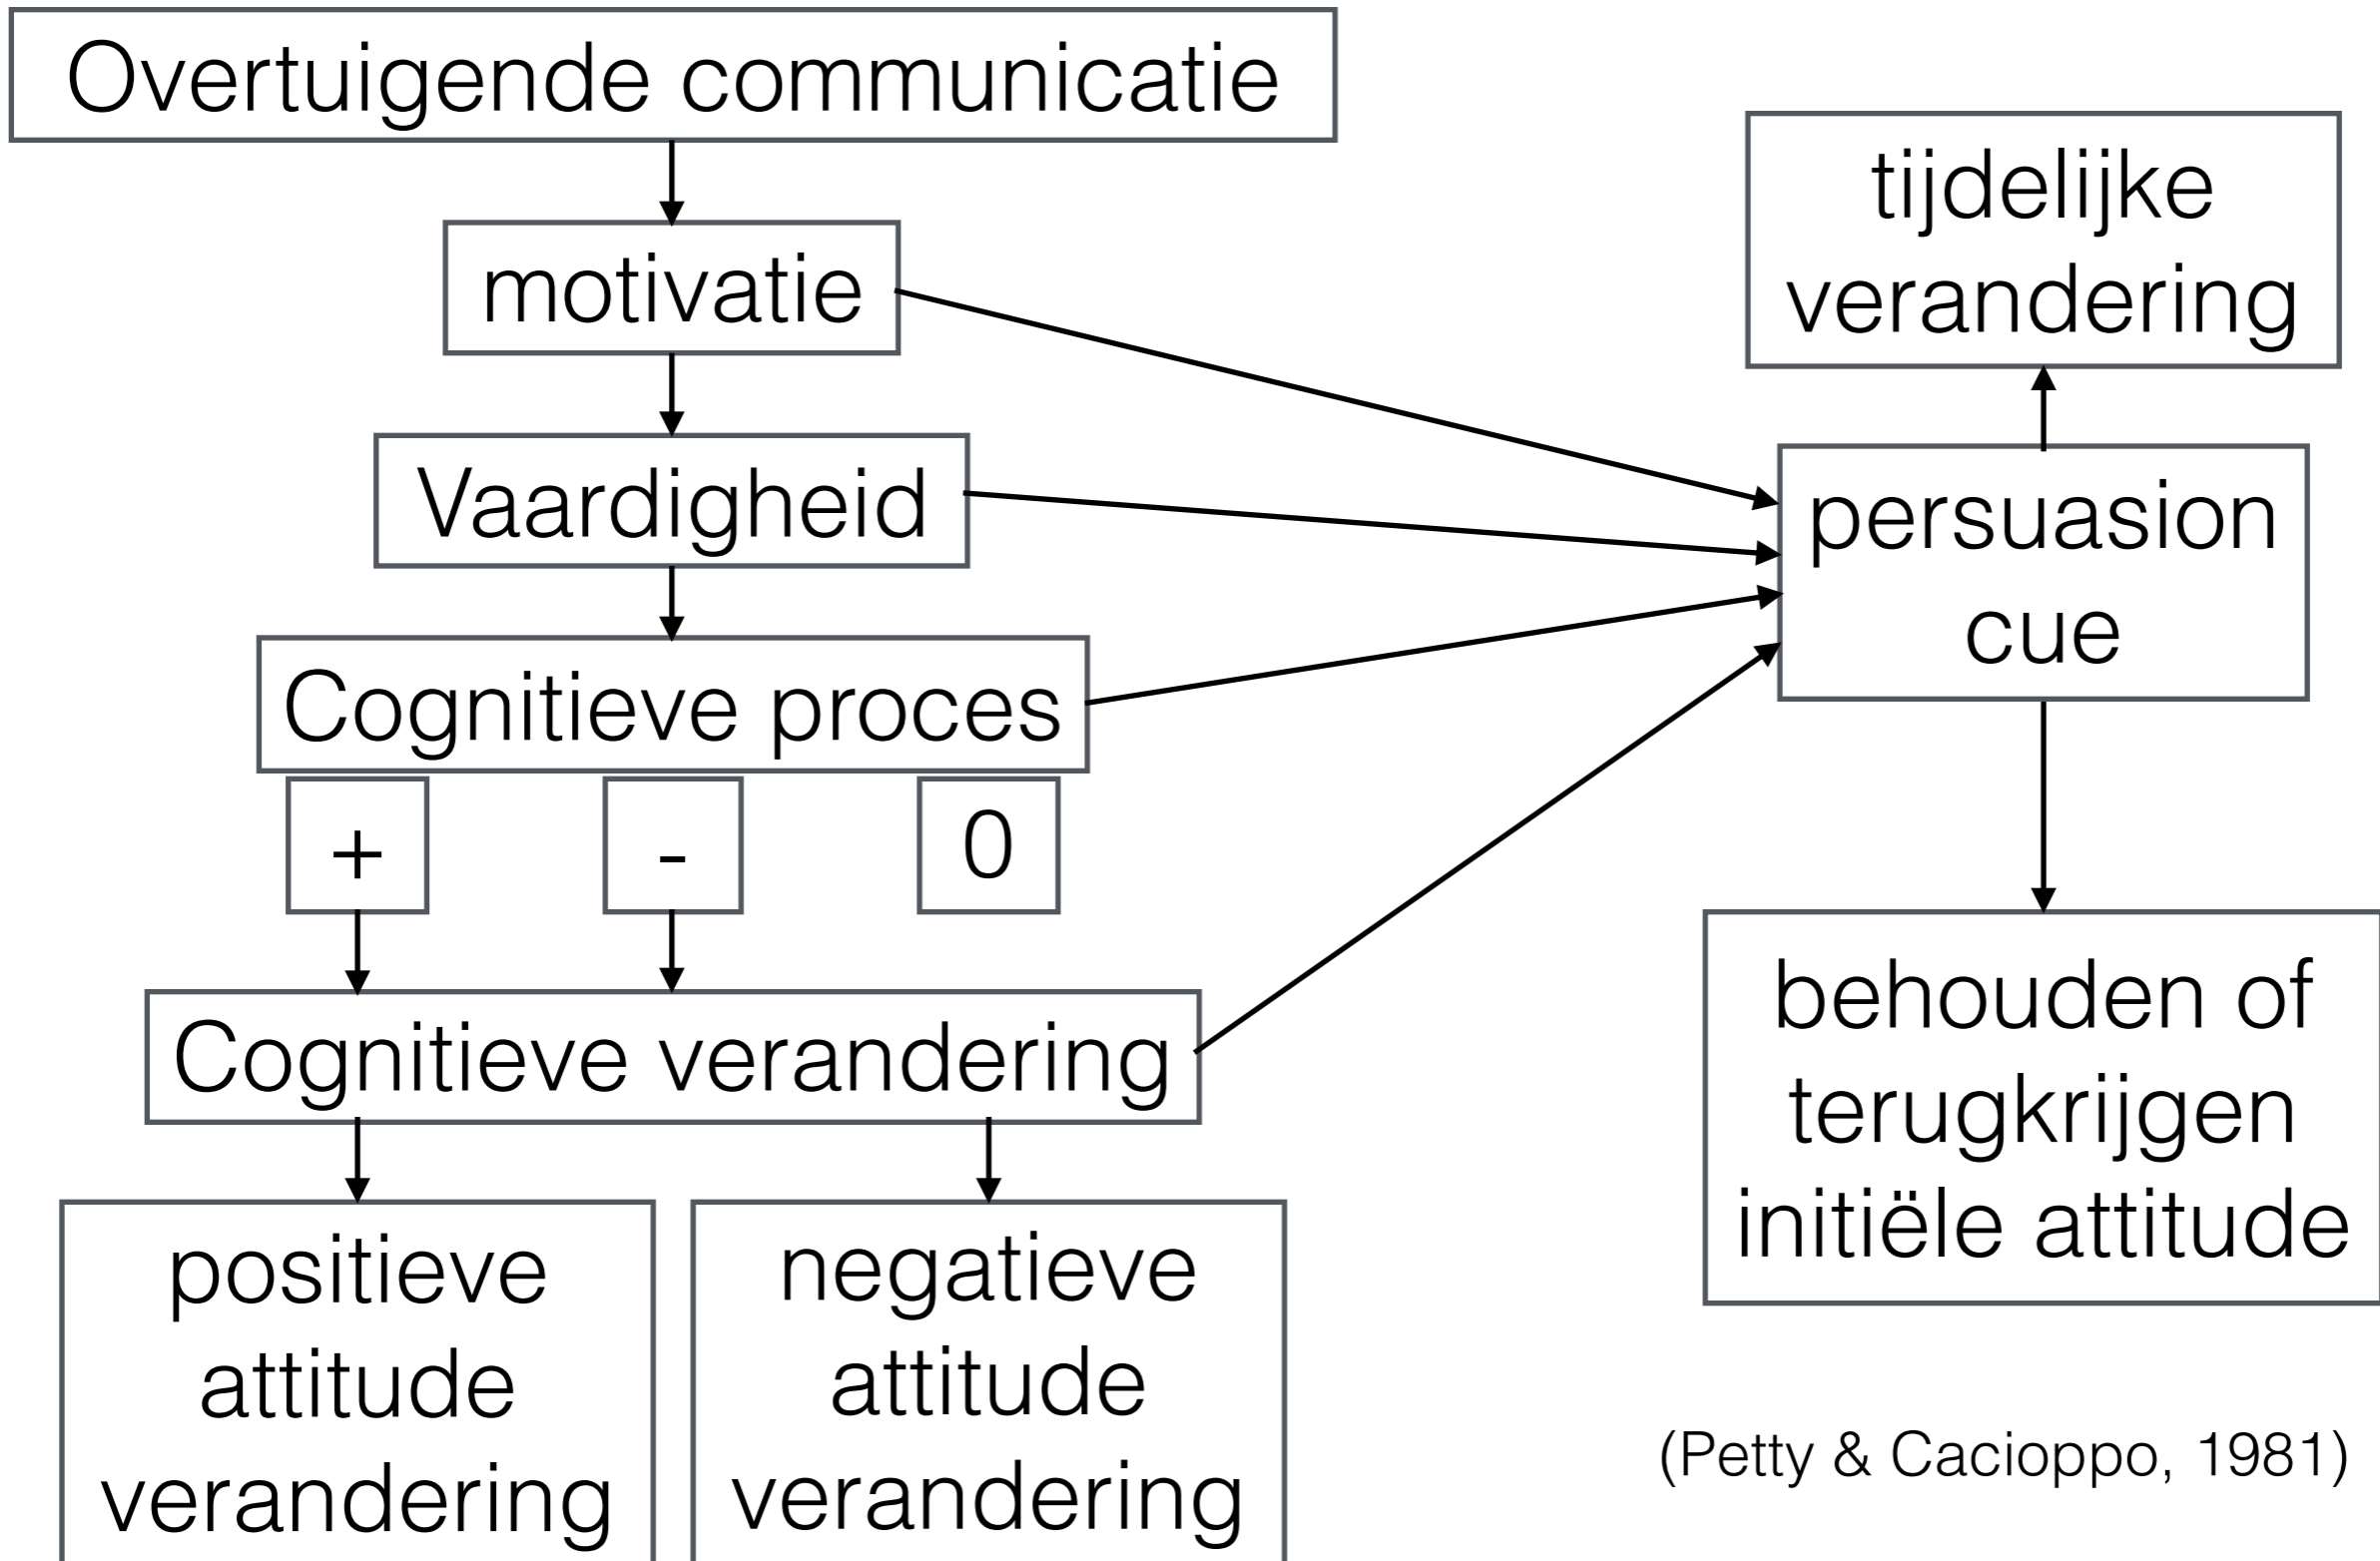 Overtuigende communicatie
motivatie
Vaardigheid
Cognitieve proces
+
-
0
Cognitieve verandering
positieve
attitude
verandering
negatieve
attitude
verandering
tijdelijke
verandering
persuasion
cue
behouden of
terugkrijgen
initiële attitude
(Petty & Cacioppo, 1981)